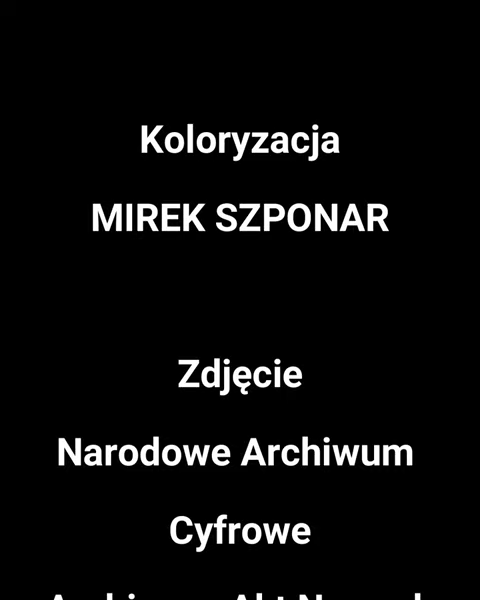 Koloryzacja
MIREK SZPONAR
Zdjęcie
Narodowe Archiwum
Cyfrowe